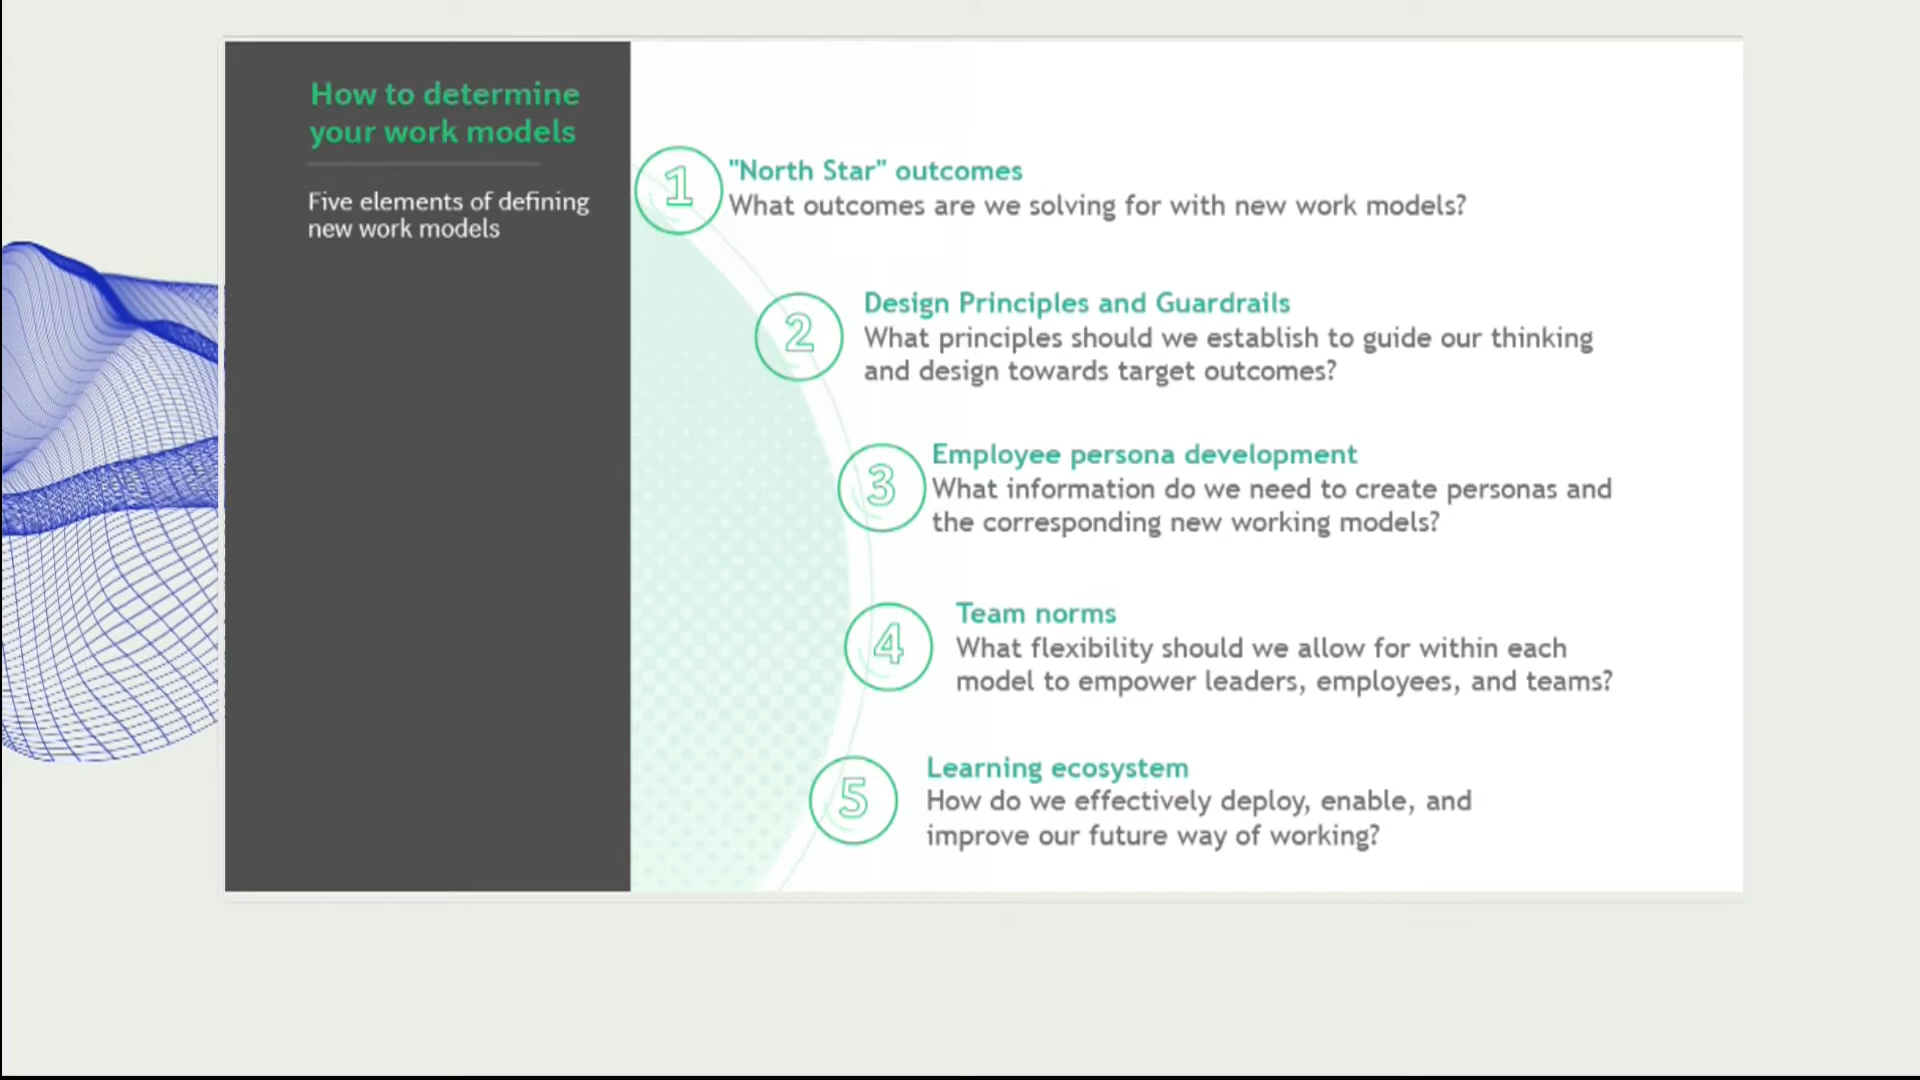 How to determine
your work models
Five elements of defining
new work models
1
"North Star" outcomes
What outcomes are we solving for with new work models?
2
Design Principles and Guardrails
What principles should we establish to guide our thinking
and design towards target outcomes?
3
Employee persona development
What information do we need to create personas and
the corresponding new working models?
4
Team norms
What flexibility should we allow for within each
model to empower leaders, employees, and teams?
5
Learning ecosystem
How do we effectively deploy, enable, and
improve our future way of working?